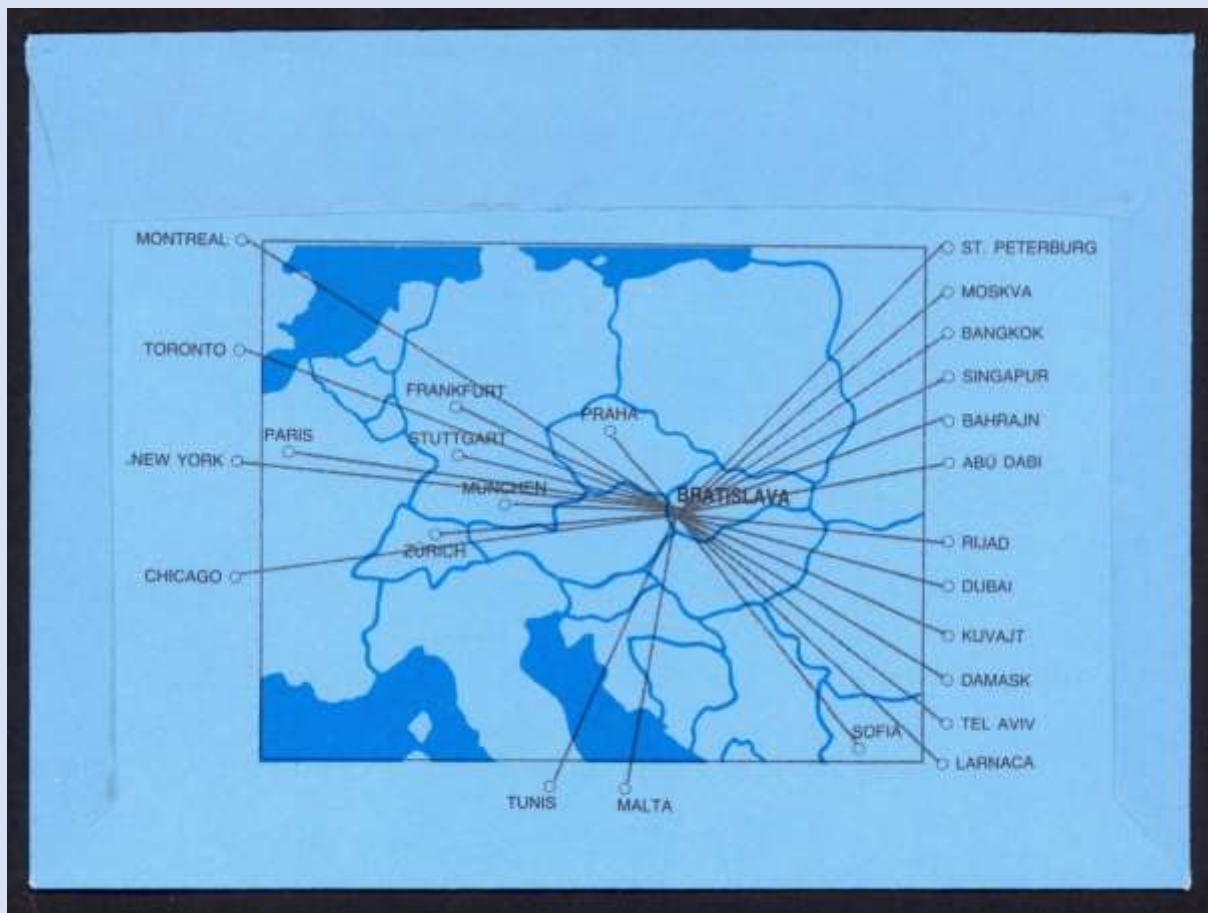 MONTREAL
ST. PETERBURG
MOSKVA
BANGKOK
TORONTO
SINGAPUR
FRANKFURT
PRAHA
BAHRAJN
PARIS
STUTTGART
NEW YORK
ABU DABI
MÜNCHEN
BRATISLAVA
RIJAD
ZÜRICH
CHICAGO
DUBAI
KUVAJT
DAMASK
TEL AVIV
SOFIA
LARNACA
TUNIS
MALTA